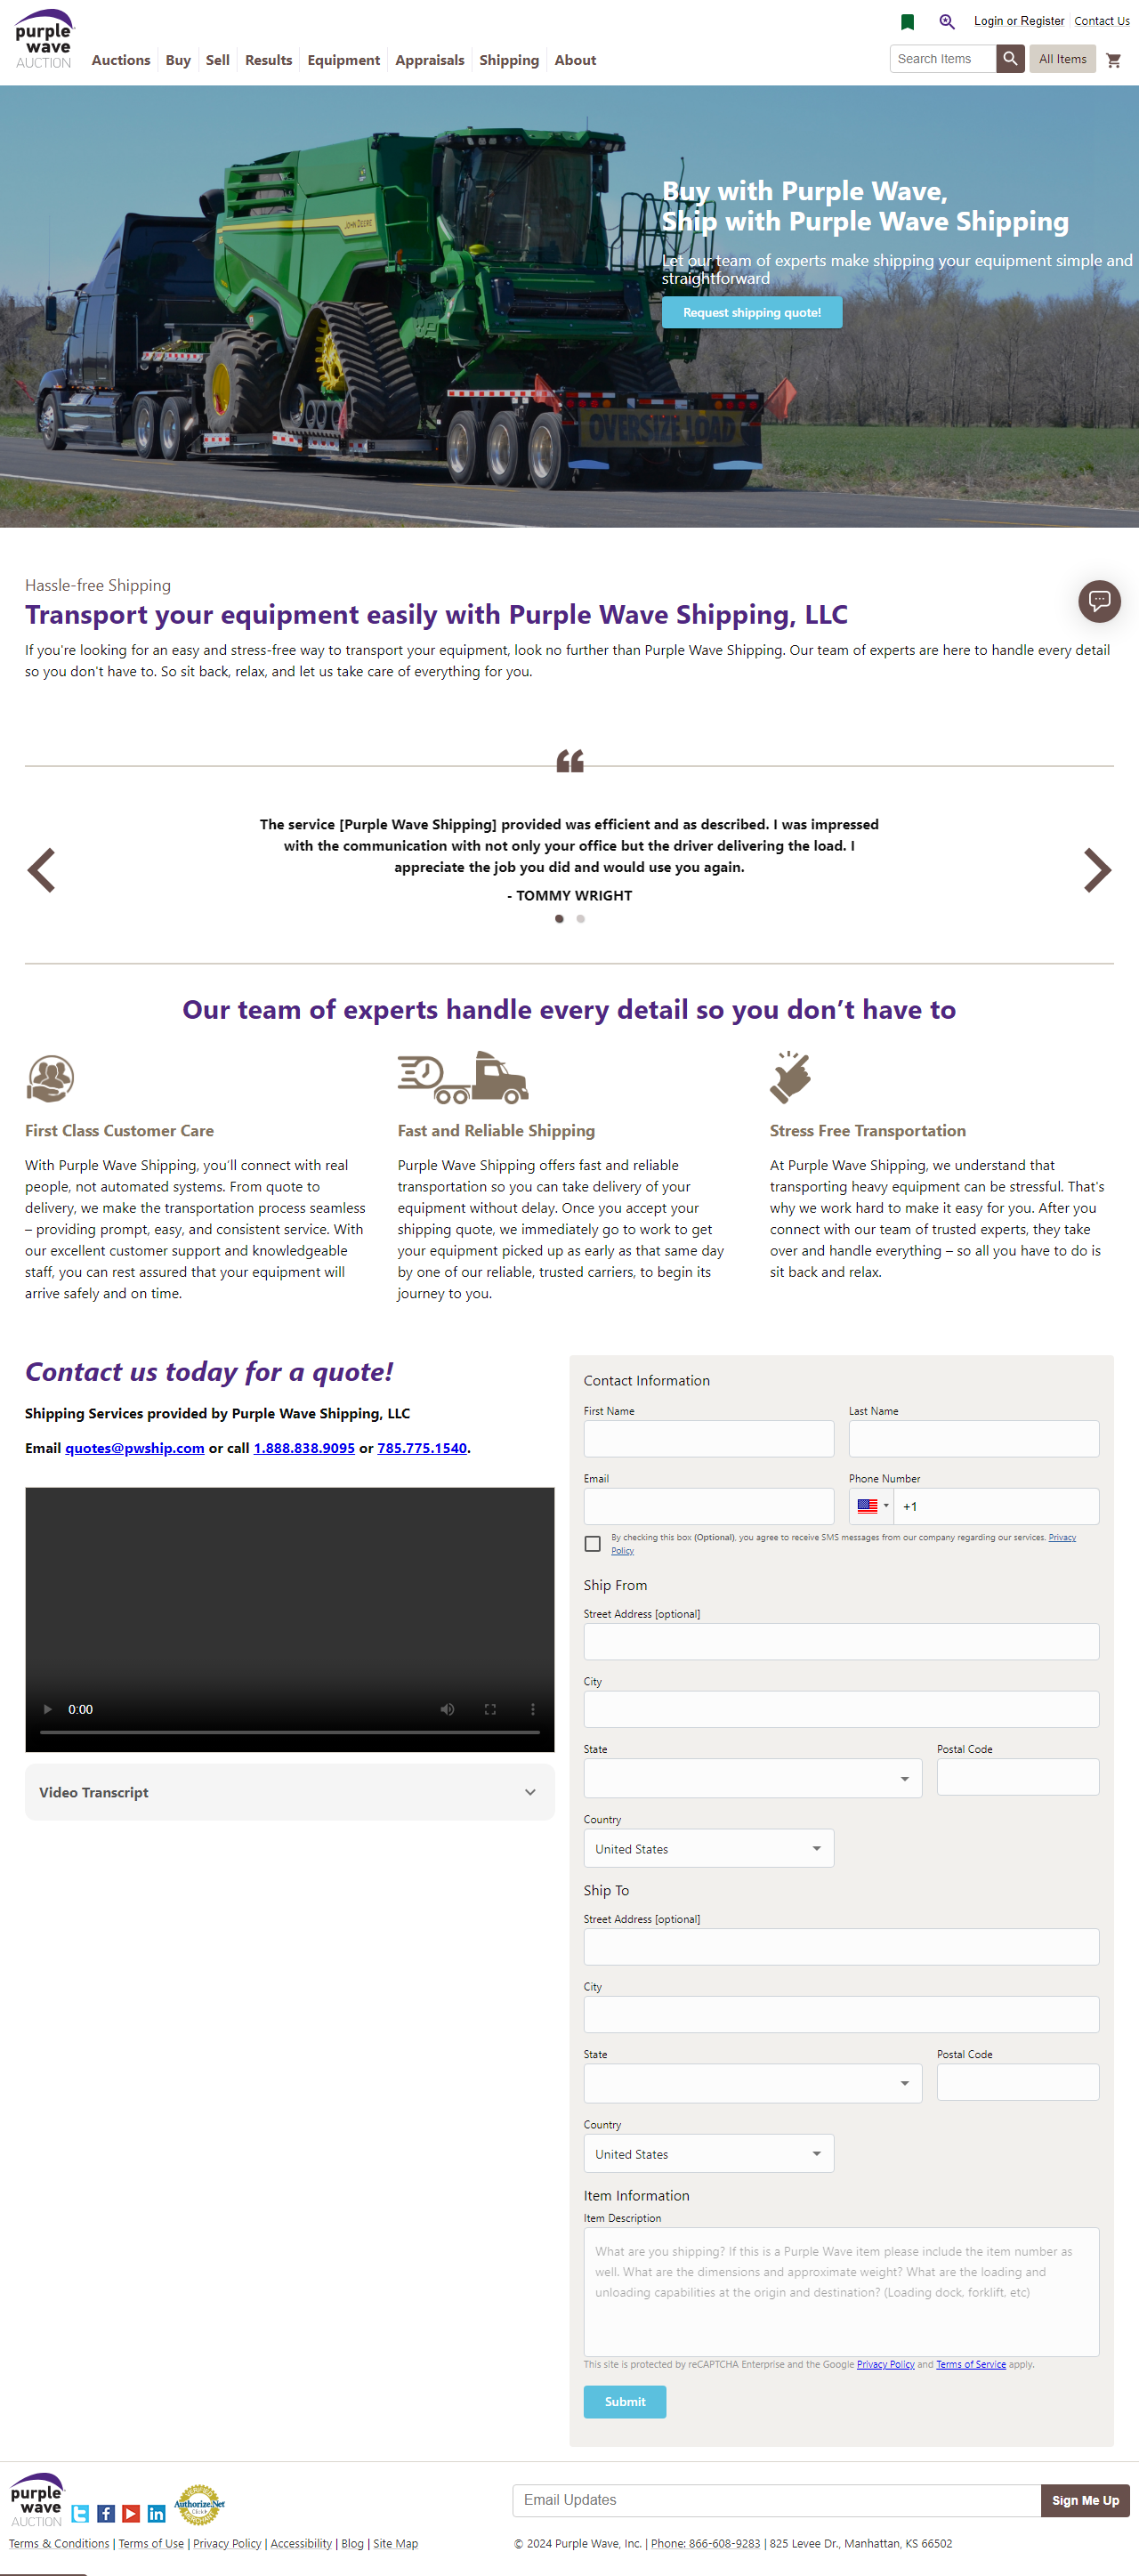 purple
wave
AUCTION
Login or Register
Contact Us
Auctions
Buy
Sell
Results
Equipment
Appraisals
Shipping
About
Search Items
All Items
JOHN DEERE
OVERSIZE LOAD
Buy with Purple Wave,
Ship with Purple Wave Shipping
Let our team of experts make shipping your equipment simple and
straightforward
Request shipping quote!
Hassle-free Shipping
Transport your equipment easily with Purple Wave Shipping, LLC
If you're looking for an easy and stress-free way to transport your equipment, look no further than Purple Wave Shipping. Our team of experts are here to handle every detail
so you don't have to. So sit back, relax, and let us take care of everything for you.
The service [Purple Wave Shipping] provided was efficient and as described. I was impressed
with the communication with not only your office but the driver delivering the load. I
appreciate the job you did and would use you again.
- TOMMY WRIGHT
Our team of experts handle every detail so you don’t have to
First Class Customer Care
With Purple Wave Shipping, you’ll connect with real
people, not automated systems. From quote to
delivery, we make the transportation process seamless
– providing prompt, easy, and consistent service. With
our excellent customer support and knowledgeable
staff, you can rest assured that your equipment will
arrive safely and on time.
Fast and Reliable Shipping
Purple Wave Shipping offers fast and reliable
transportation so you can take delivery of your
equipment without delay. Once you accept your
shipping quote, we immediately go to work to get
your equipment picked up as early as that same day
by one of our reliable, trusted carriers, to begin its
journey to you.
Stress Free Transportation
At Purple Wave Shipping, we understand that
transporting heavy equipment can be stressful. That's
why we work hard to make it easy for you. After you
connect with our team of trusted experts, they take
over and handle everything – so all you have to do is
sit back and relax.
Contact us today for a quote!
Shipping Services provided by Purple Wave Shipping, LLC
Email quotes@pwship.com or call 1.888.838.9095 or 785.775.1540.
0:00
Video Transcript
Contact Information
First Name
Last Name
Email
Phone Number
+1
By checking this box (Optional), you agree to receive SMS messages from our company regarding our services. Privacy
Policy
Ship From
Street Address [optional]
City
State
Postal Code
Country
United States
Ship To
Street Address [optional]
City
State
Postal Code
Country
United States
Item Information
Item Description
What are you shipping? If this is a Purple Wave item please include the item number as
well. What are the dimensions and approximate weight? What are the loading and
unloading capabilities at the origin and destination? (Loading dock, forklift, etc)
This site is protected by reCAPTCHA Enterprise and the Google Privacy Policy and Terms of Service apply.
Submit
purple
wave
AUCTION
Authorize.Net
Click
Email Updates
Sign Me Up
Terms & Conditions | Terms of Use | Privacy Policy | Accessibility | Blog | Site Map
© 2024 Purple Wave, Inc. | Phone: 866-608-9283 | 825 Levee Dr., Manhattan, KS 66502